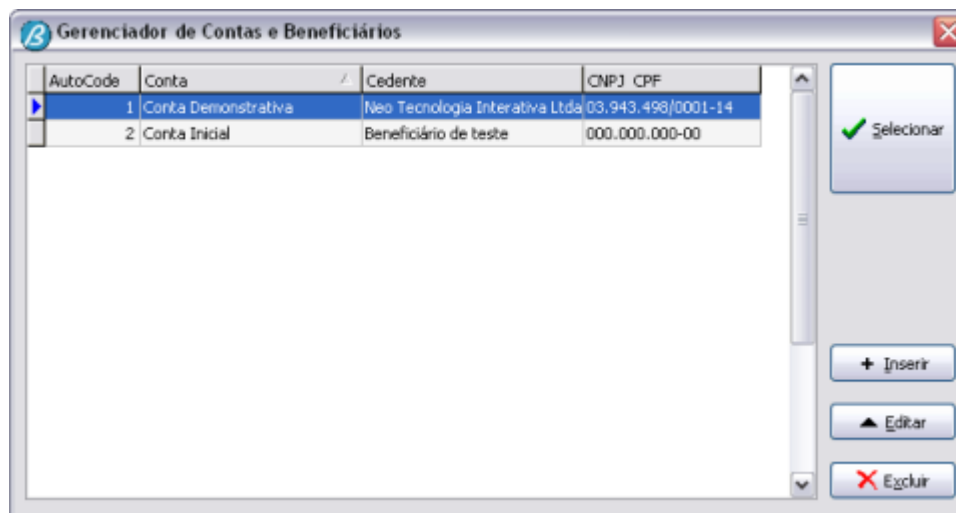 Gerenciador de Contas e Beneficiários
AutoCode Conta Cedente CNPJ CPF
1 Conta Demonstrativa Neo Tecnologia Interativa Ltda 03.943.498/0001-14
2 Conta Inicial Beneficiário de teste 000.000.000-00
Selecionar
+ Inserir
Editar
Excluir